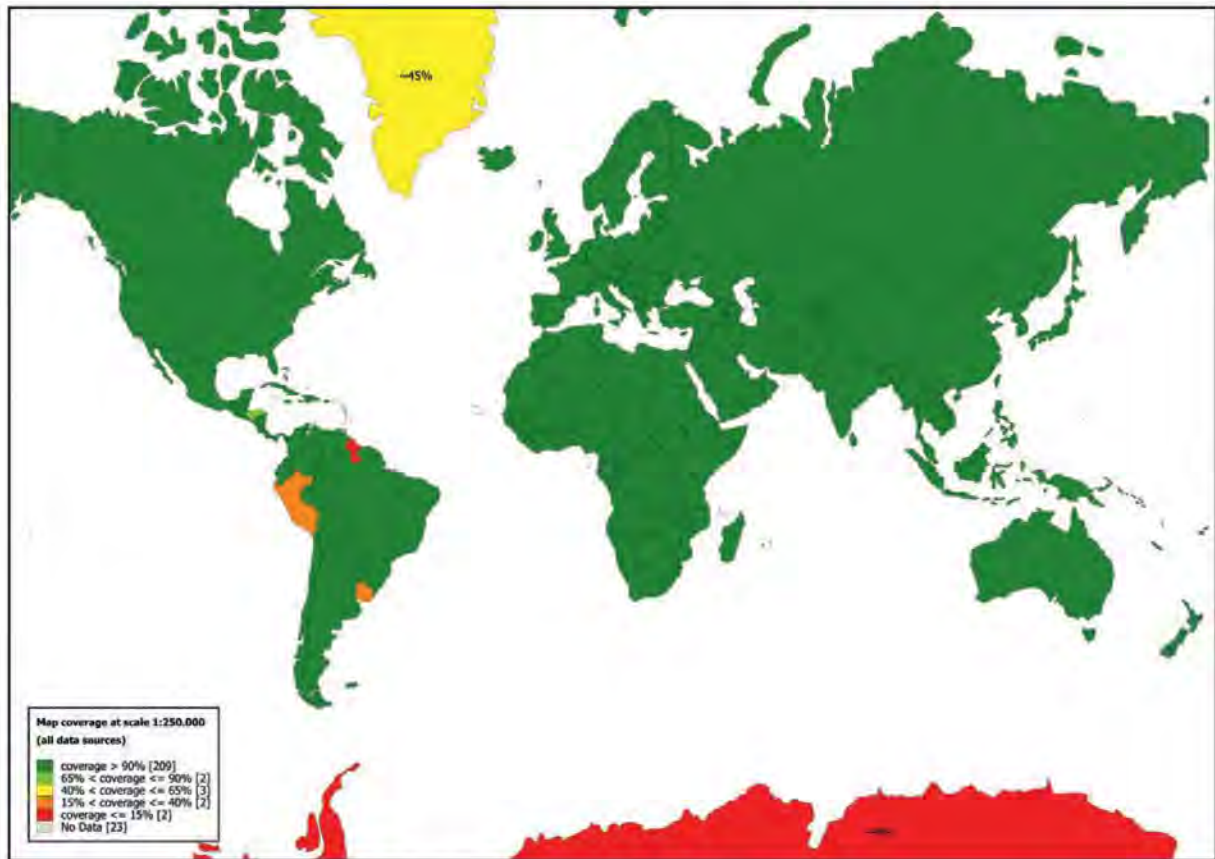 ~45%
Map coverage at scale 1:250.000
(all data sources)
coverage > 90% [209]
65% < coverage <= 90% [2]
40% < coverage <= 65% [3]
15% < coverage <= 40% [2]
coverage <= 15% [2]
No Data [23]